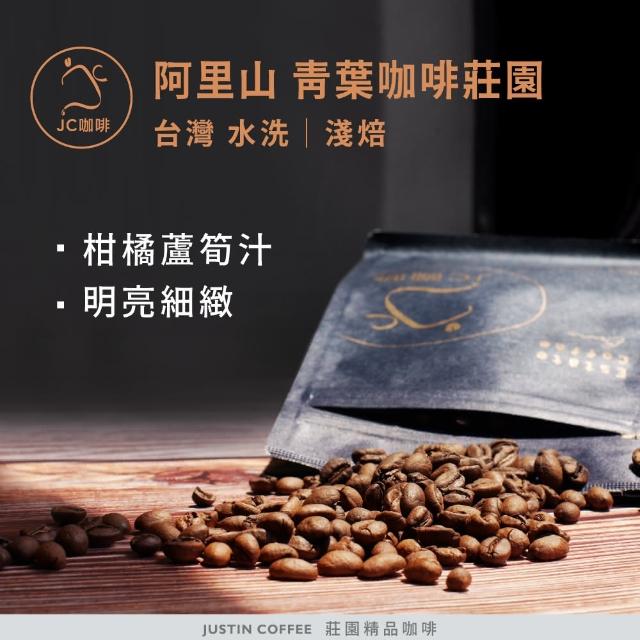 JC咖啡
阿里山 青葉咖啡莊園
台灣 水洗｜淺焙
▪ 柑橘蘆筍汁
▪ 明亮細緻
JUSTIN COFFEE 莊園精品咖啡